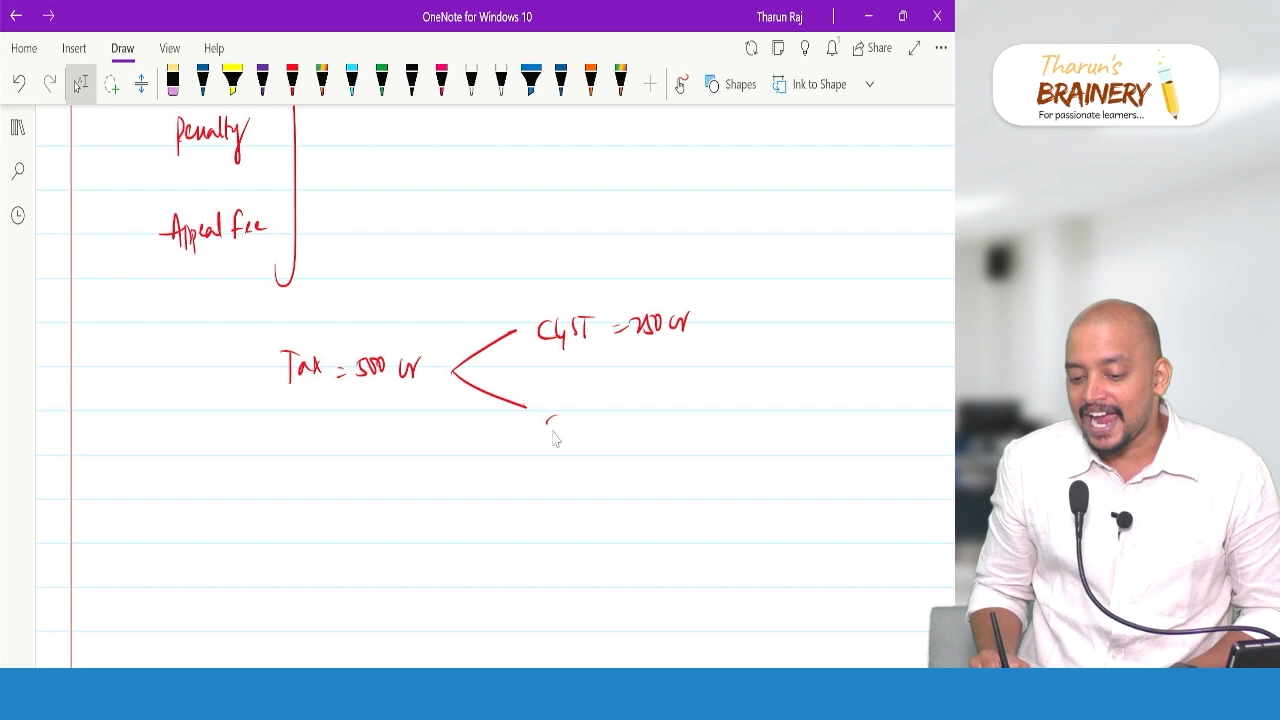 OneNote for Windows 10
Tharun Raj
Home Insert Draw View Help
Share
Shapes
Ink to Shape
Tharun's
BRAINERY
For passionate learners...
Penalty
Appeal fee
CGST = 250 cr
Tax = 500 cr